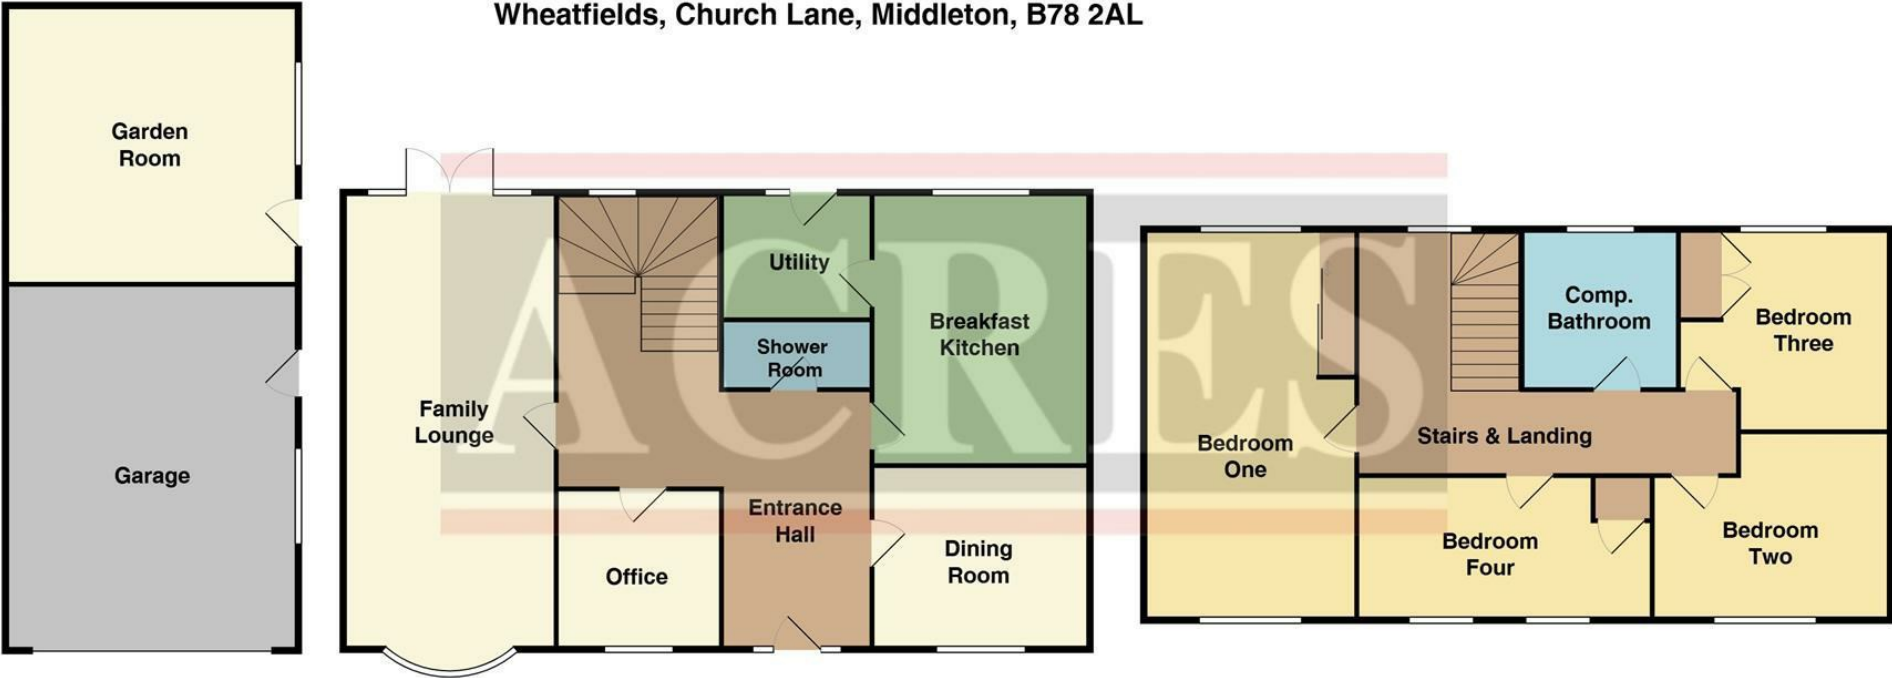 Wheatfields, Church Lane, Middleton, B78 2AL
Garden
Room
Garage
Family
Lounge
Utility
Shower
Room
Breakfast
Kitchen
Entrance
Hall
Office
Dining
Room
ACRES
Bedroom
One
Stairs & Landing
Comp.
Bathroom
Bedroom
Three
Bedroom
Four
Bedroom
Two